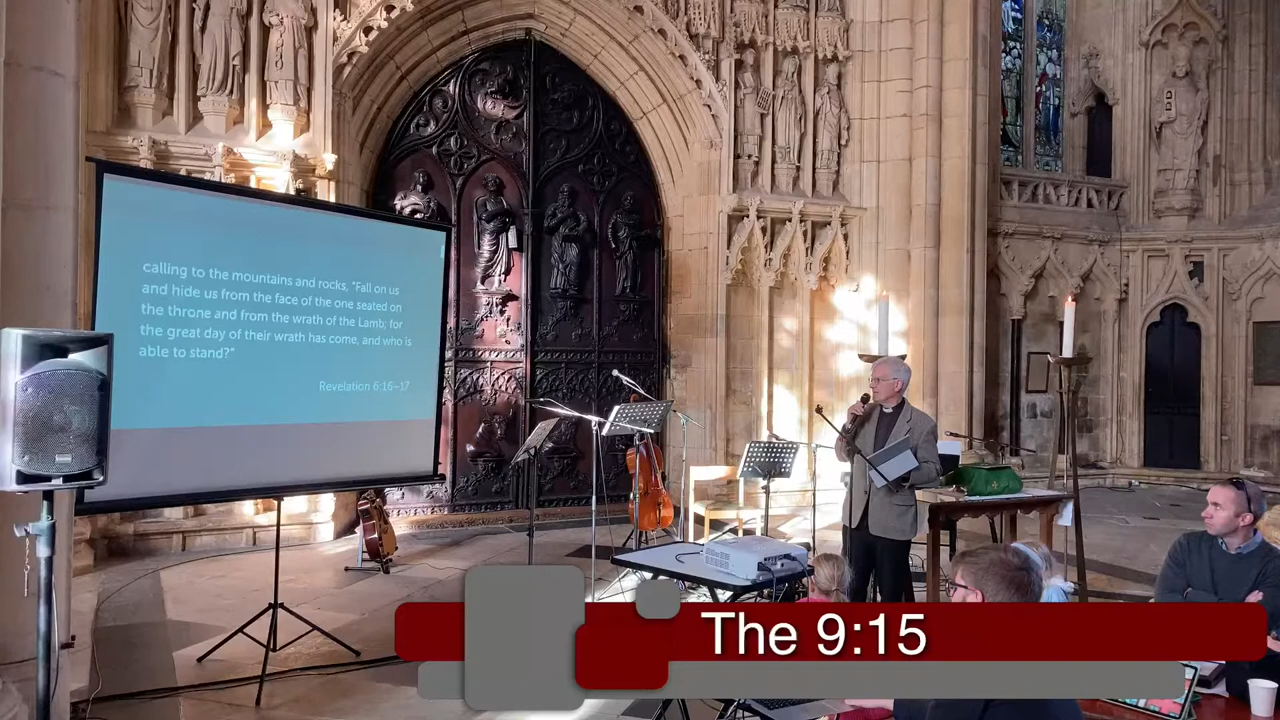 calling to the mountains and rocks, "Fall on us
and hide us from the face of the one seated on
the throne and from the wrath of the Lamb; for
the great day of their wrath has come, and who is
able to stand?"
Revelation 6:16–17
The 9:15